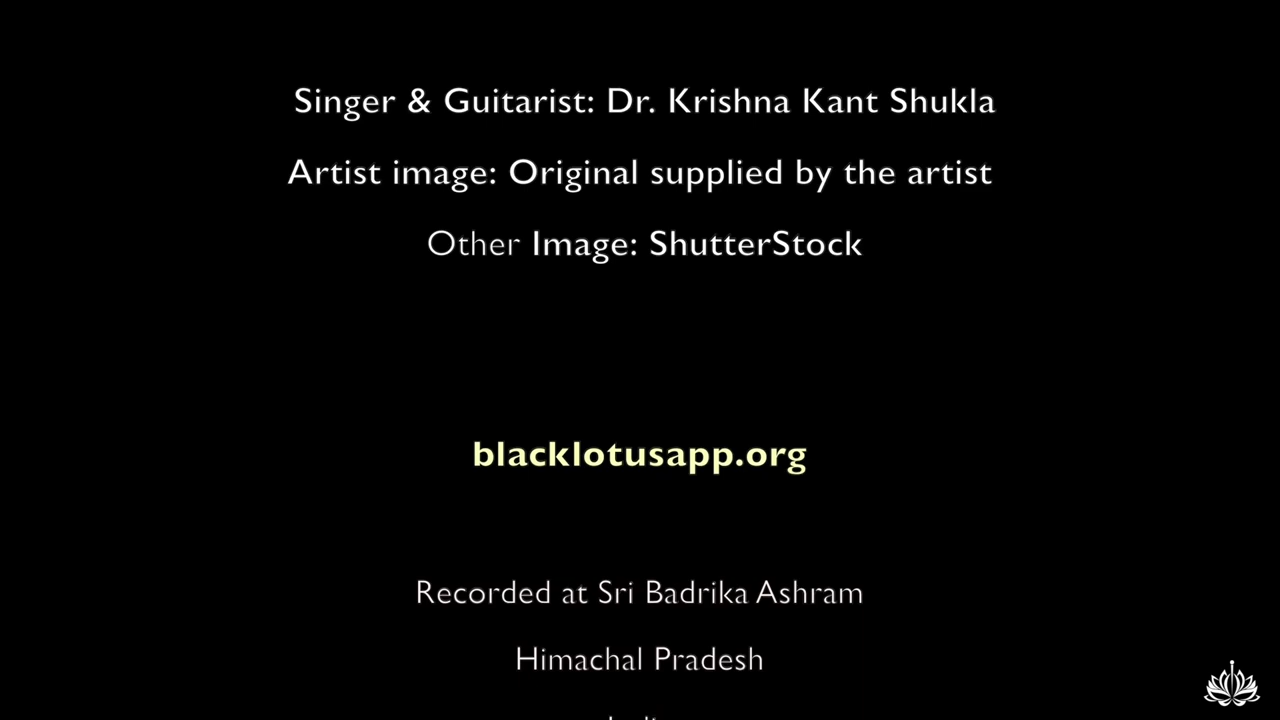 Singer & Guitarist: Dr. Krishna Kant Shukla
Artist image: Original supplied by the artist
Other Image: ShutterStock
blacklotusapp.org
Recorded at Sri Badrika Ashram
Himachal Pradesh